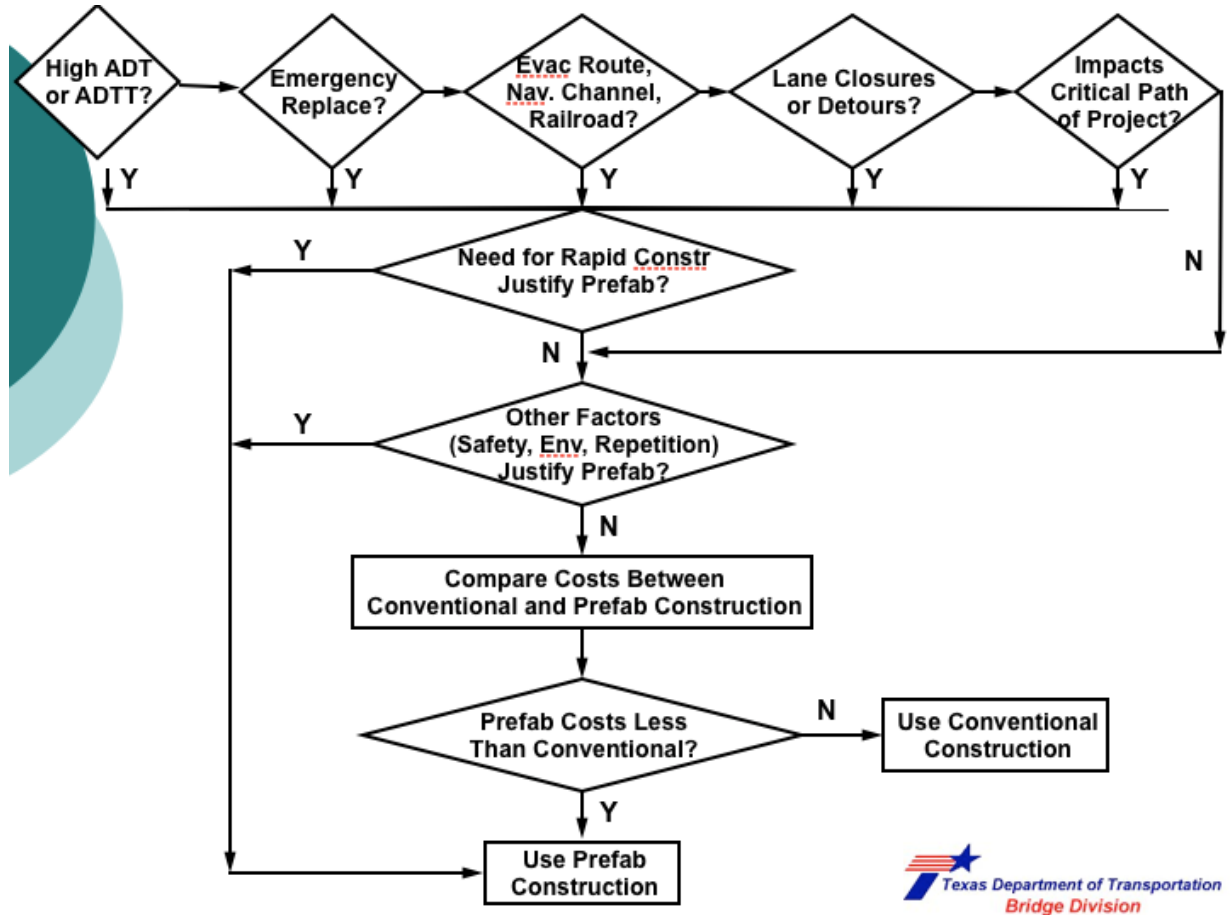 High ADT
or ADTT?
Emergency
Replace?
Evac Route,
Nav. Channel,
Railroad?
Lane Closures
or Detours?
Impacts
Critical Path
of Project?
Y
Y
Y
Y
Y
N
Y
Need for Rapid Constr
Justify Prefab?
N
Y
Other Factors
(Safety, Env, Repetition)
Justify Prefab?
N
Compare Costs Between
Conventional and Prefab Construction
Prefab Costs Less
Than Conventional?
N
Use Conventional
Construction
Y
Use Prefab
Construction
Texas Department of Transportation
Bridge Division